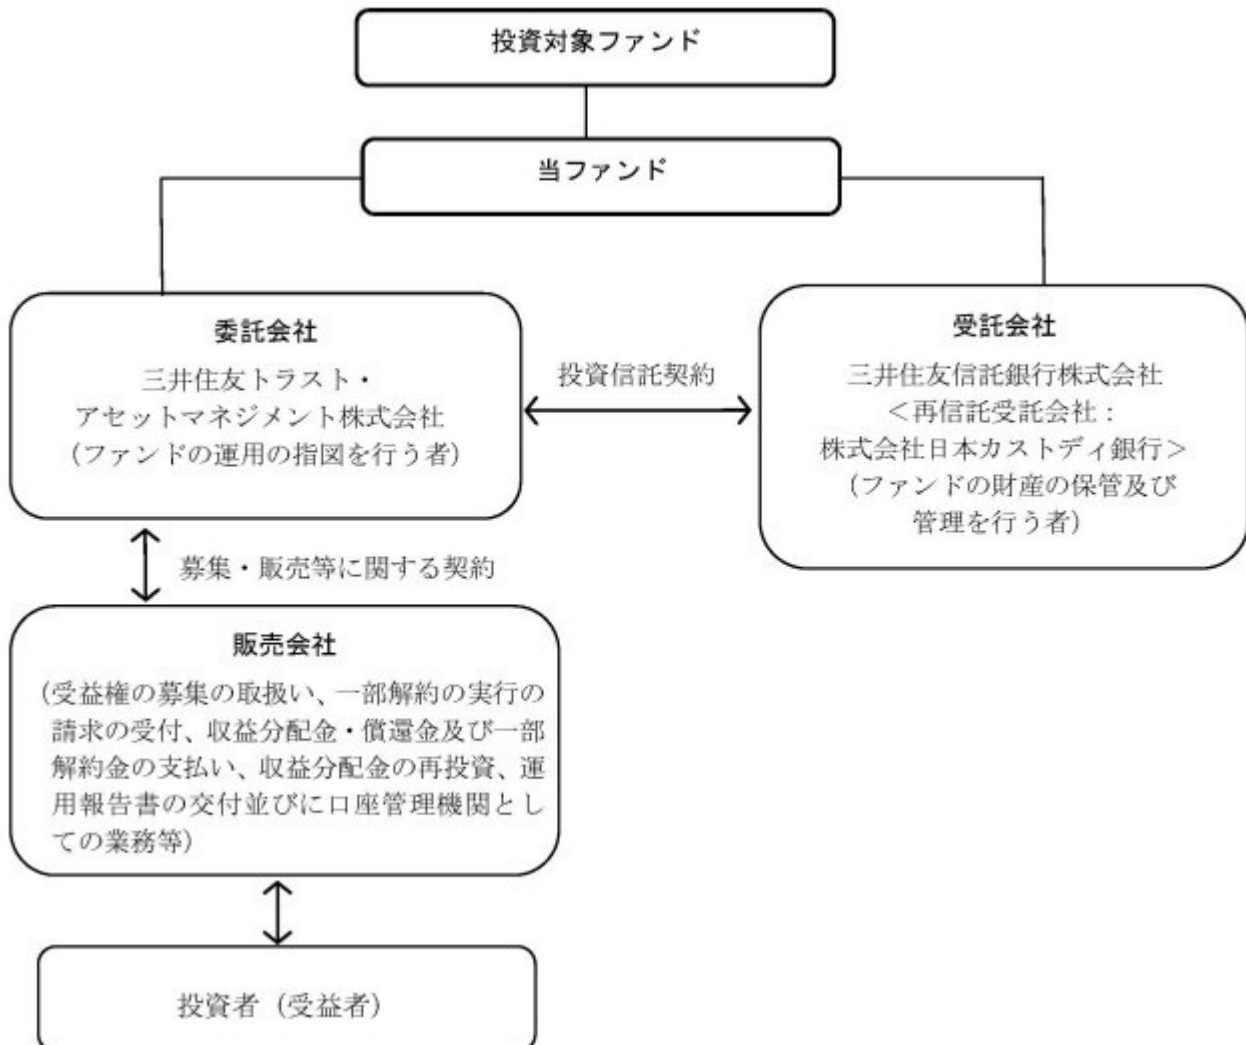 投資対象ファンド
当ファンド
委託会社
三井住友トラスト・
アセットマネジメント株式会社
(ファンドの運用の指図を行う者)
投資信託契約
受託会社
三井住友信託銀行株式会社
<再信託受託会社:
株式会社日本カストディ銀行>
(ファンドの財産の保管及び
管理を行う者)
募集・販売等に関する契約
販売会社
(受益権の募集の取扱い、一部解約の実行の
請求の受付、収益分配金・償還金及び一部
解約金の支払い、収益分配金の再投資、運
用報告書の交付並びに口座管理機関とし
ての業務等)
投資者(受益者)